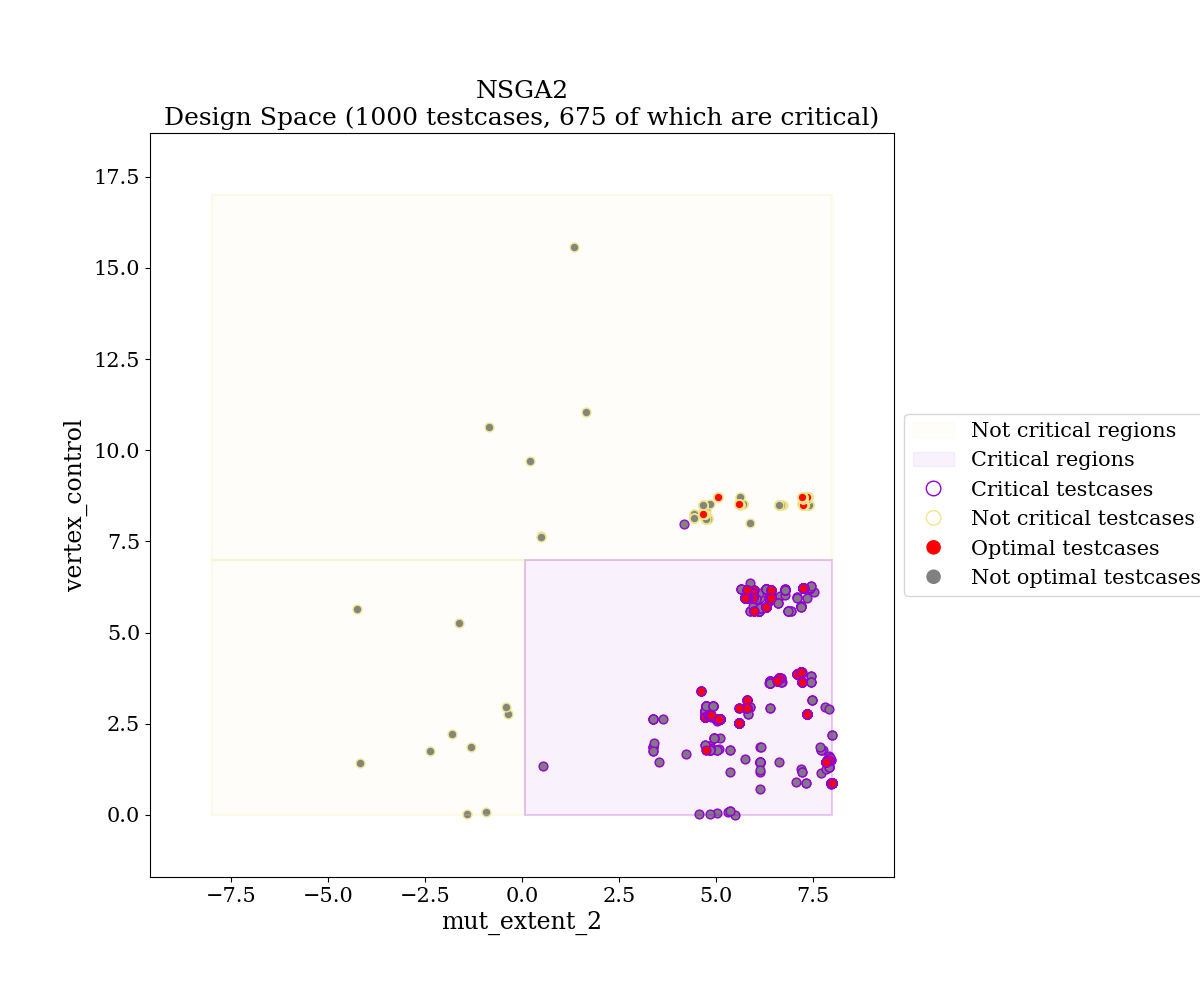 NSGA2
Design Space (1000 testcases, 675 of which are critical)
17.5
15.0
12.5
10.0
7.5
5.0
2.5
0.0
vertex_control
−7.5
−5.0
−2.5
0.0
2.5
5.0
7.5
mut_extent_2
Not critical regions
Critical regions
Critical testcases
Not critical testcases
Optimal testcases
Not optimal testcases